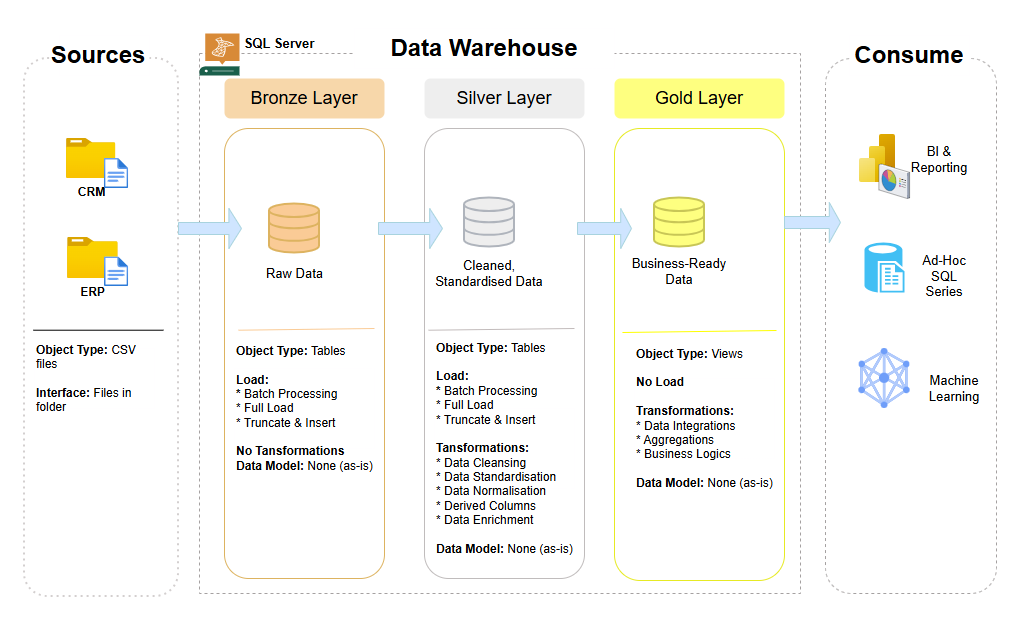 Sources
SQL Server
Data Warehouse
Consume
Bronze Layer
Silver Layer
Gold Layer
CRM
ERP
Object Type: CSV
files
Interface: Files in
folder
Raw Data
Object Type: Tables
Load:
* Batch Processing
* Full Load
* Truncate & Insert
No Tansformations
Data Model: None (as-is)
Cleaned,
Standardised Data
Object Type: Tables
Load:
* Batch Processing
* Full Load
* Truncate & Insert
Tansformations:
* Data Cleansing
* Data Standardisation
* Data Normalisation
* Derived Columns
* Data Enrichment
Data Model: None (as-is)
Business-Ready
Data
Object Type: Views
No Load
Transformations:
* Data Integrations
* Aggregations
* Business Logics
Data Model: None (as-is)
BI &
Reporting
Ad-Hoc
SQL
Series
Machine
Learning